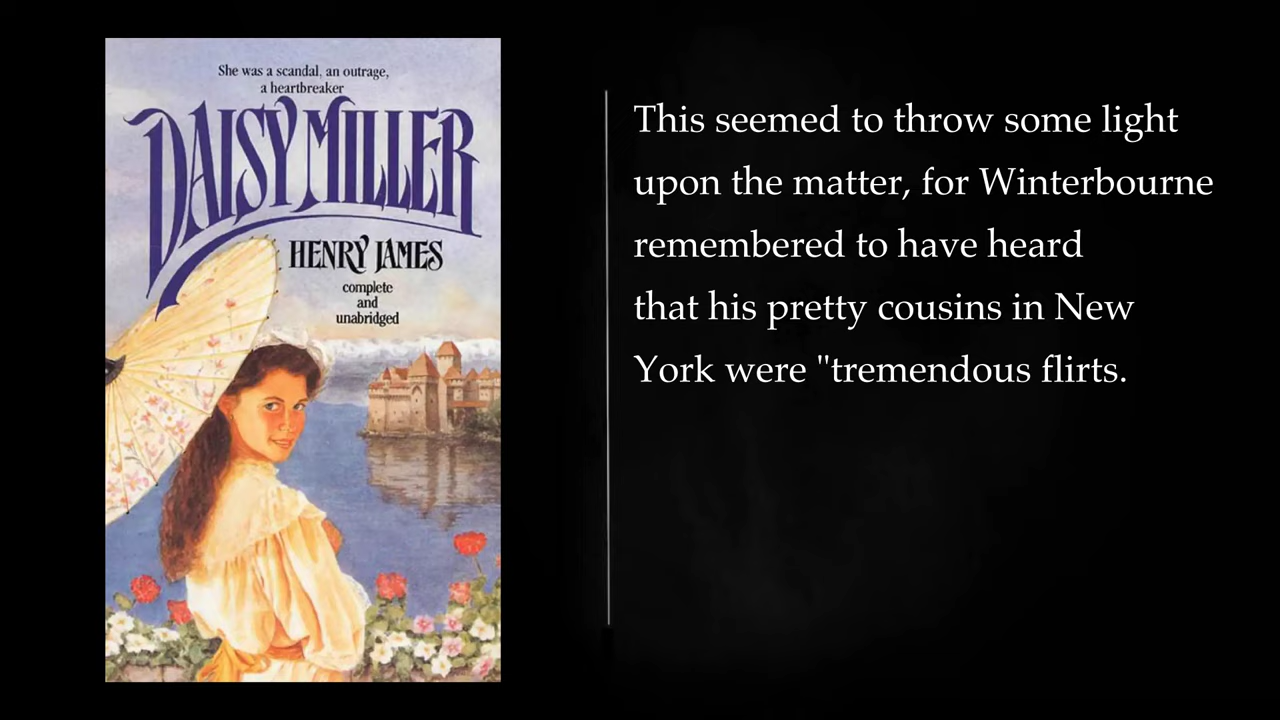 She was a scandal, an outrage,
a heartbreaker
DAISY MILLER
HENRY JAMES
complete
and
unabridged
This seemed to throw some light
upon the matter, for Winterbourne
remembered to have heard
that his pretty cousins in New
York were "tremendous flirts.